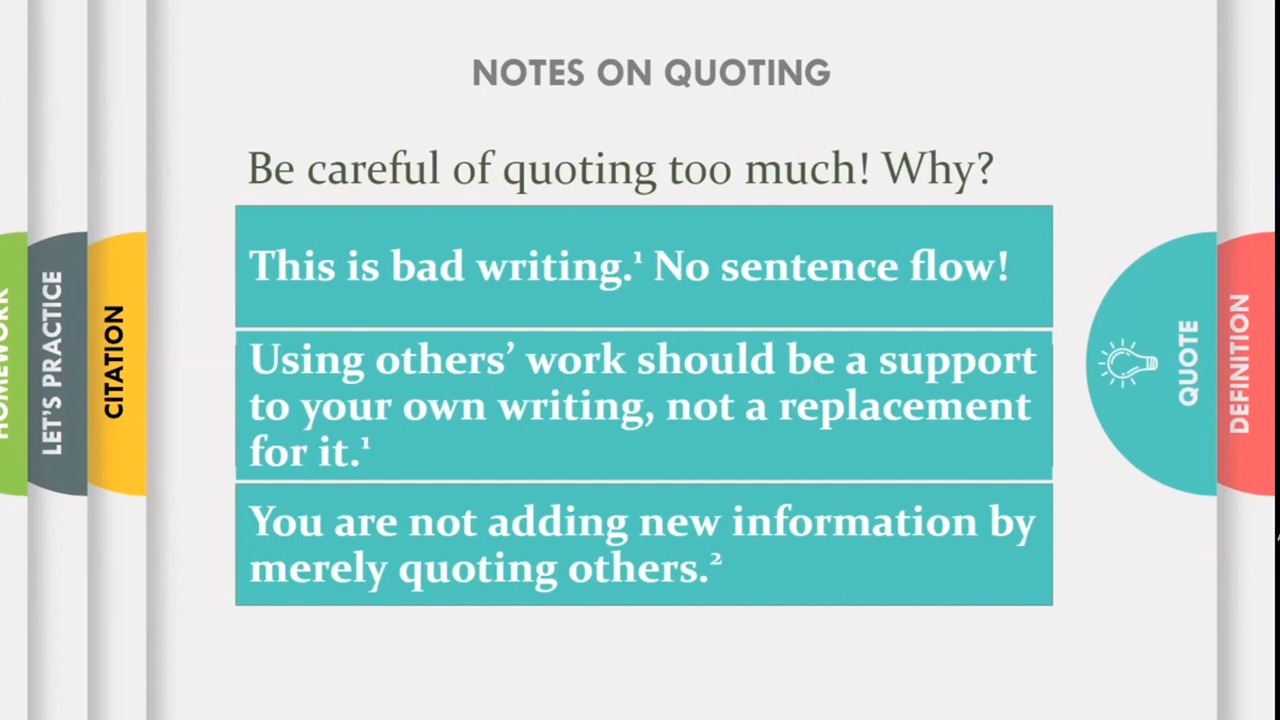 NOTES ON QUOTING
Be careful of quoting too much! Why?
This is bad writing.¹ No sentence flow!
Using others’ work should be a support
to your own writing, not a replacement
for it.¹
You are not adding new information by
merely quoting others.²
HOMEWORK
LET'S PRACTICE
CITATION
QUOTE
DEFINITION